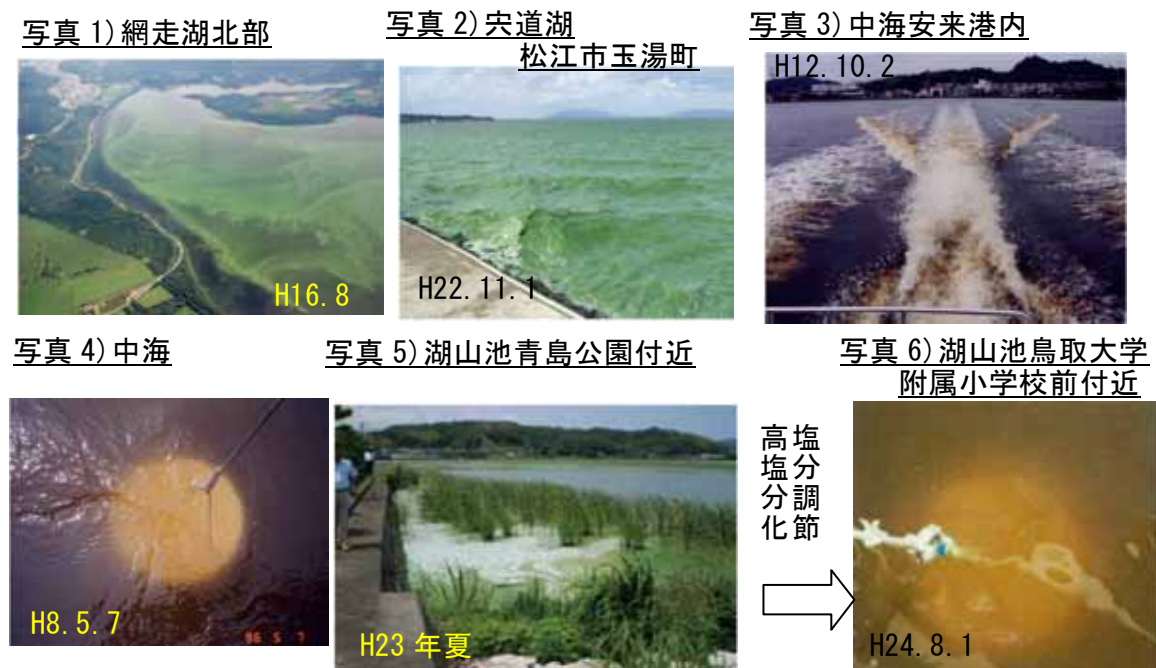 写真 1)網走湖北部
写真 2)宍道湖
松江市玉湯町
写真 3)中海安来港内
H16.8
H22.11.1
H12.10.2
写真 4)中海
写真 5)湖山池青島公園付近
写真 6)湖山池鳥取大学
附属小学校前付近
H8.5.7
96 5 7
H23 年夏
塩分調節
高塩分化
H24.8.1